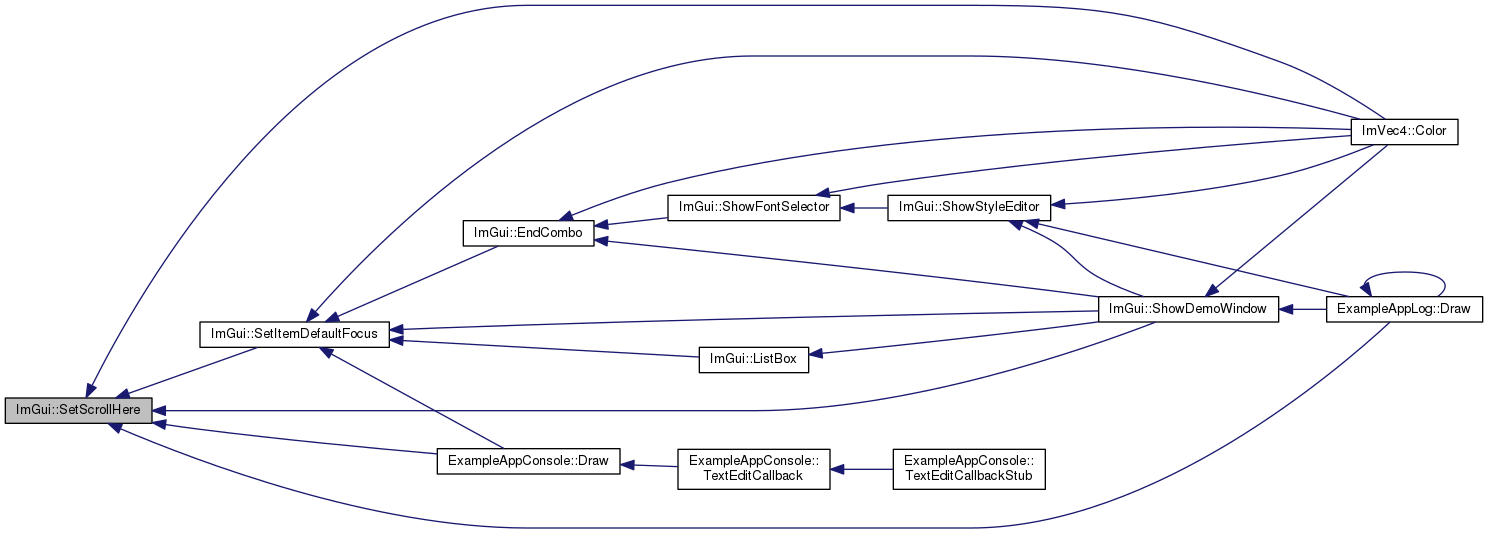 ImVec4::Color
ImGui::ShowFontSelector
ImGui::ShowStyleEditor
ImGui::EndCombo
ImGui::ShowDemoWindow
ExampleAppLog::Draw
ImGui::SetItemDefaultFocus
ImGui::ListBox
ImGui::SetScrollHere
ExampleAppConsole::Draw
ExampleAppConsole::
TextEditCallback
ExampleAppConsole::
TextEditCallbackStub